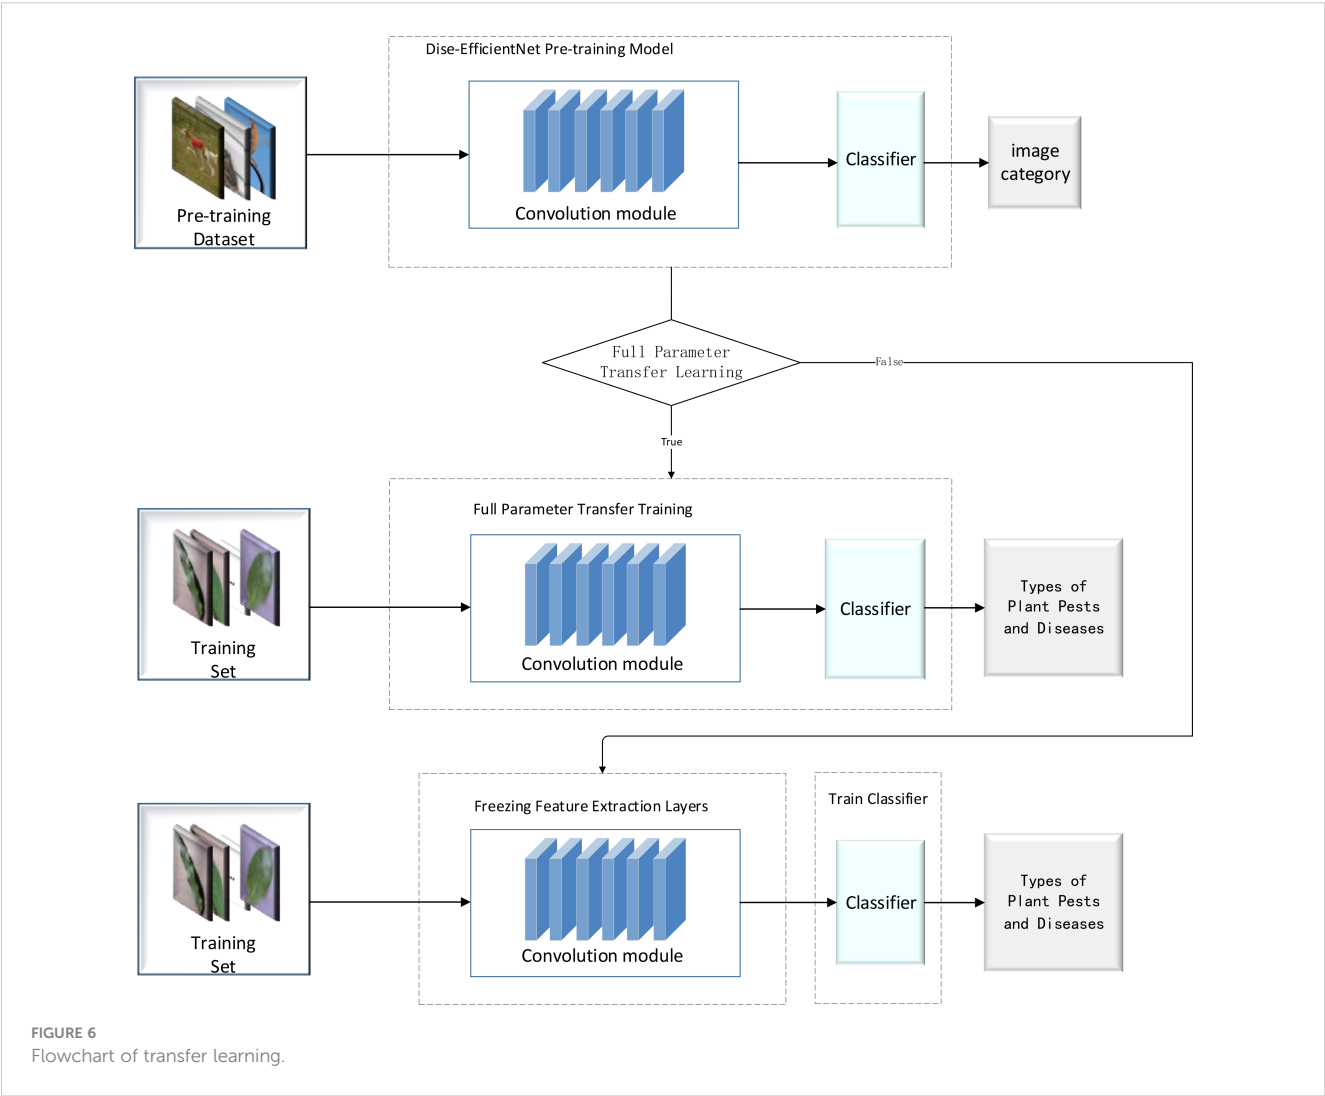 Dise-EfficientNet Pre-training Model
Pre-training
Dataset
Convolution module
Classifier
image
category
Full Parameter
Transfer Learning
False
True
Full Parameter Transfer Training
Training
Set
Convolution module
Classifier
Types of
Plant Pests
and Diseases
Freezing Feature Extraction Layers
Train Classifier
Training
Set
Convolution module
Classifier
Types of
Plant Pests
and Diseases
FIGURE 6
Flowchart of transfer learning.